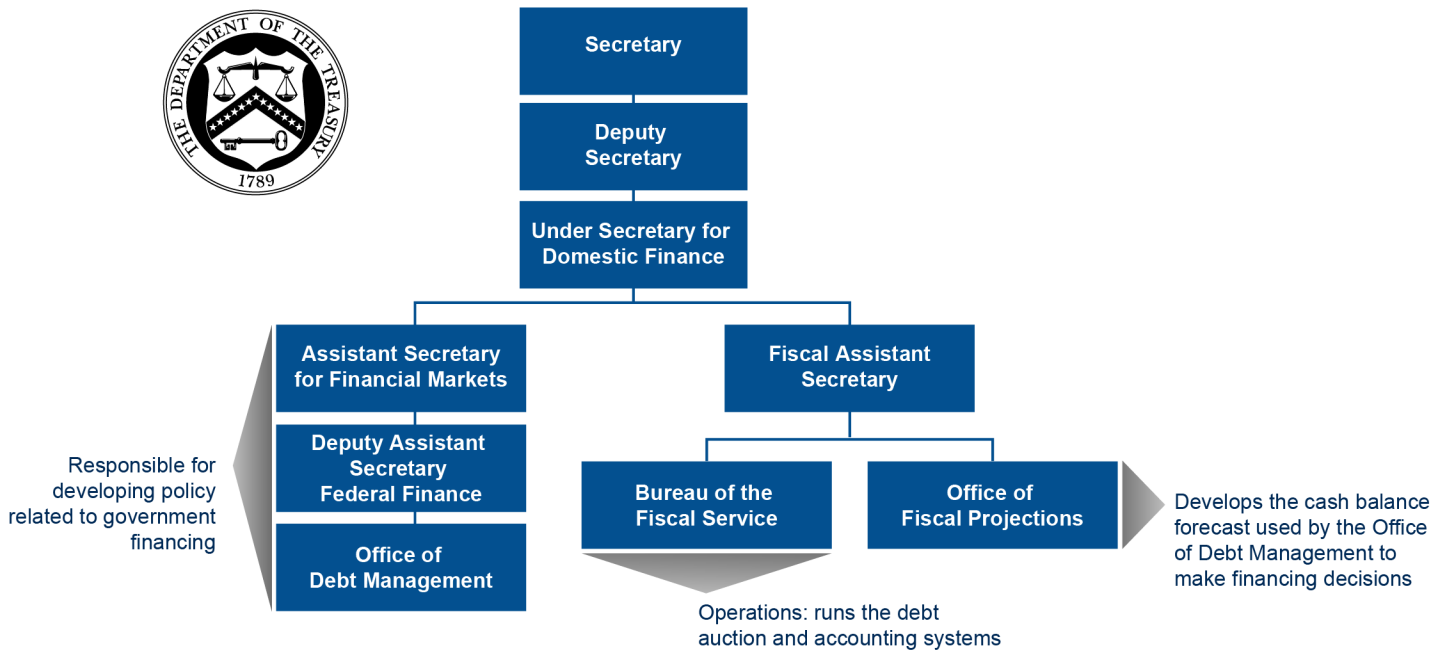 THE DEPARTMENT OF THE TREASURY
1789
Secretary
Deputy
Secretary
Under Secretary for
Domestic Finance
Assistant Secretary
for Financial Markets
Fiscal Assistant
Secretary
Deputy Assistant
Secretary
Federal Finance
Office of
Debt Management
Bureau of the
Fiscal Service
Office of
Fiscal Projections
Responsible for
developing policy
related to government
financing
Operations: runs the debt
auction and accounting systems
Develops the cash balance
forecast used by the Office
of Debt Management to
make financing decisions